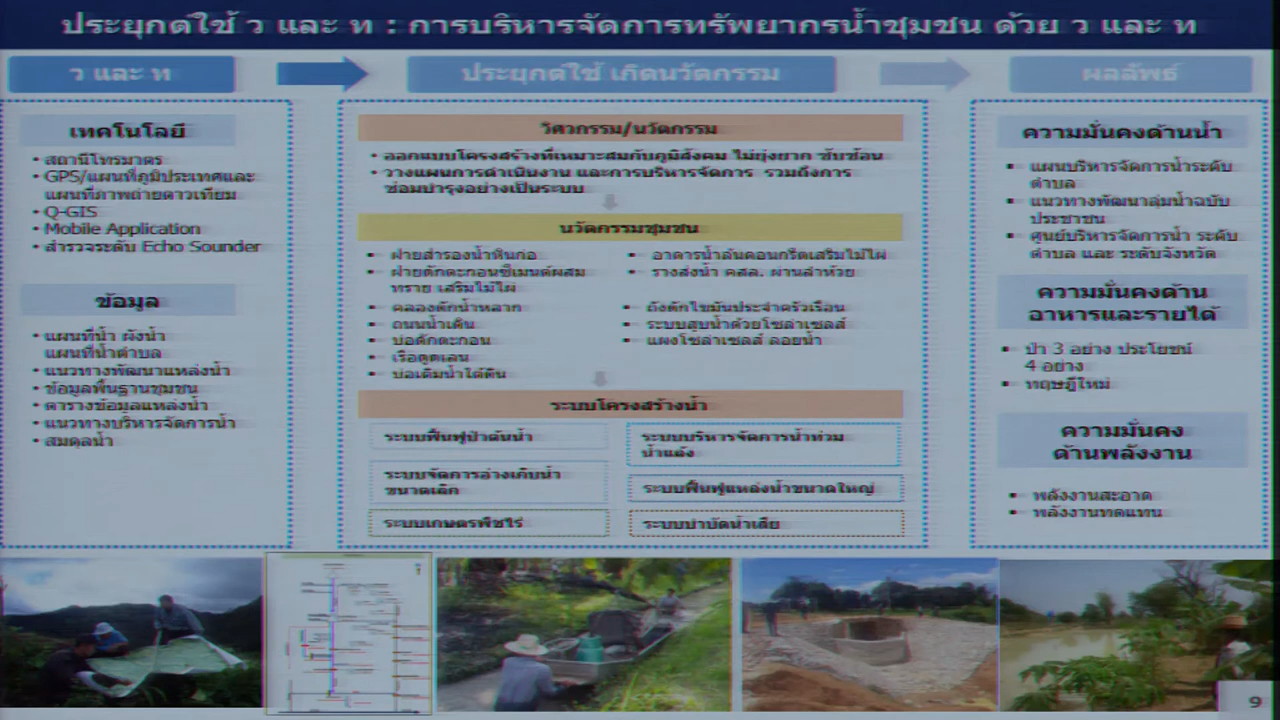 ประยุกต์ใช้ ว และ ท : การบริหารจัดการทรัพยากรน้ำชุมชน ด้วย ว และ ท
ว และ ท
ประยุกต์ใช้ เกิดนวัตกรรม
ผลลัพธ์
เทคโนโลยี
• สถานีโทรมาตร
• GPS/แผนที่ภูมิประเทศและ
แผนที่ภาพถ่ายดาวเทียม
• Q-GIS
• Mobile Application
• สำรวจระดับ Echo Sounder
ข้อมูล
• แผนที่น้ำ ผังน้ำ
แผนที่น้ำตำบล
• แนวทางพัฒนาแหล่งน้ำ
• ข้อมูลพื้นฐานชุมชน
• ตารางข้อมูลแหล่งน้ำ
• แนวทางบริหารจัดการน้ำ
• สมดุลน้ำ
วิศวกรรม/นวัตกรรม
• ออกแบบโครงสร้างที่เหมาะสมกับภูมิสังคม ไม่ยุ่งยาก ซับซ้อน
• วางแผนการดำเนินงาน และการบริหารจัดการ รวมถึงการ
ซ่อมบำรุงอย่างเป็นระบบ
นวัตกรรมชุมชน
▪ ฝายสำรองน้ำหินก่อ
▪ ฝายดักตะกอนซีเมนต์ผสม
ทราย เสริมไม้ไผ่
▪ คลองดักน้ำหลาก
▪ ถนนน้ำเดิน
▪ บ่อดักตะกอน
▪ เรือดูดเลน
▪ บ่อเติมน้ำใต้ดิน
▪ อาคารน้ำล้นคอนกรีตเสริมไม้ไผ่
▪ รางส่งน้ำ คสล. ผ่านลำห้วย
▪ ถังดักไขมันประจำครัวเรือน
▪ ระบบสูบน้ำด้วยโซล่าเซลส์
▪ แผงโซล่าเซลส์ ลอยน้ำ
ระบบโครงสร้างน้ำ
ระบบฟื้นฟูป่าต้นน้ำ
ระบบบริหารจัดการน้ำท่วม
น้ำแล้ง
ระบบจัดการอ่างเก็บน้ำ
ขนาดเล็ก
ระบบฟื้นฟูแหล่งน้ำขนาดใหญ่
ระบบเกษตรพืชไร่
ระบบบำบัดน้ำเสีย
ความมั่นคงด้านน้ำ
▪ แผนบริหารจัดการน้ำระดับ
ตำบล
▪ แนวทางพัฒนาลุ่มน้ำฉบับ
ประชาชน
▪ ศูนย์บริหารจัดการน้ำ ระดับ
ตำบล และ ระดับจังหวัด
ความมั่นคงด้าน
อาหารและรายได้
▪ ป่า 3 อย่าง ประโยชน์
4 อย่าง
▪ ทฤษฎีใหม่
ความมั่นคง
ด้านพลังงาน
▪ พลังงานสะอาด
▪ พลังงานทดแทน
9